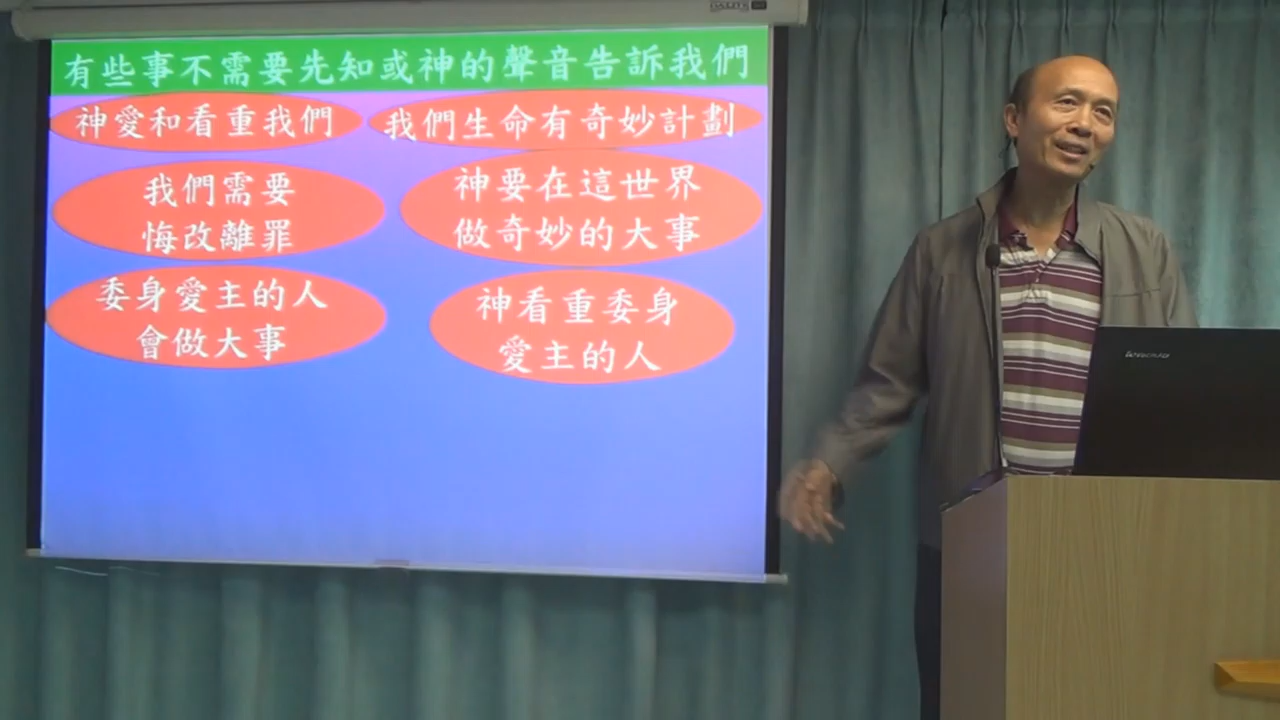 DA-LITE
有些事不需要先知或神的聲音告訴我們
神愛和看重我們
我們生命有奇妙計劃
我們需要
悔改離罪
神要在這世界
做奇妙的大事
委身愛主的人
會做大事
神看重委身
愛主的人
lenovo